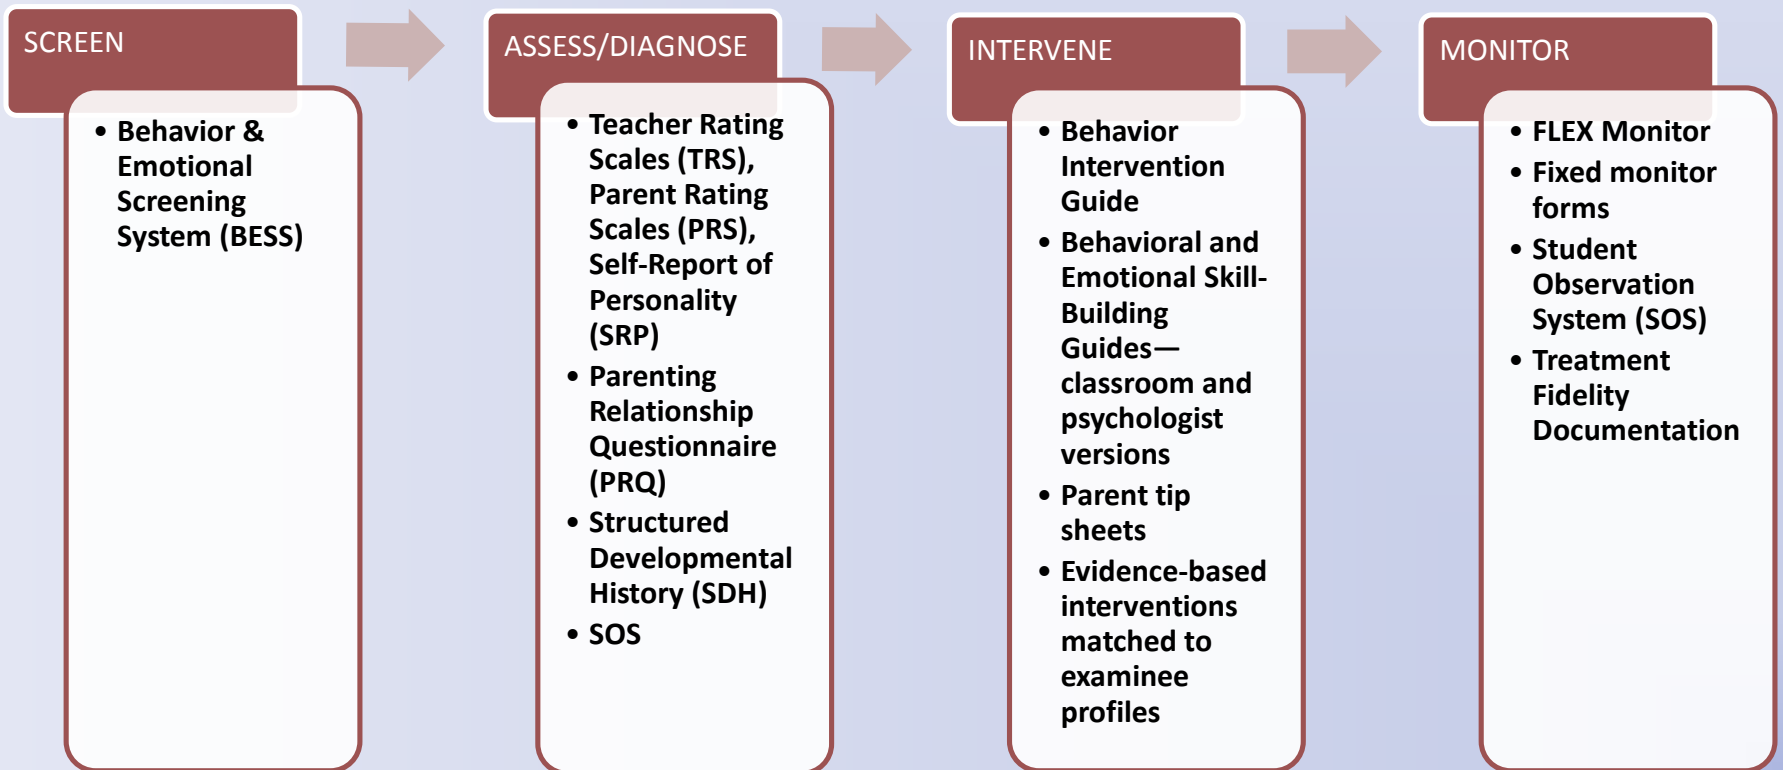 SCREEN
• Behavior &
Emotional
Screening
System (BESS)
ASSESS/DIAGNOSE
• Teacher Rating
Scales (TRS),
Parent Rating
Scales (PRS),
Self-Report of
Personality
(SRP)
• Parenting
Relationship
Questionnaire
(PRQ)
• Structured
Developmental
History (SDH)
• SOS
INTERVENE
• Behavior
Intervention
Guide
• Behavioral and
Emotional Skill-
Building
Guides—
classroom and
psychologist
versions
• Parent tip
sheets
• Evidence-based
interventions
matched to
examinee
profiles
MONITOR
• FLEX Monitor
• Fixed monitor
forms
• Student
Observation
System (SOS)
• Treatment
Fidelity
Documentation